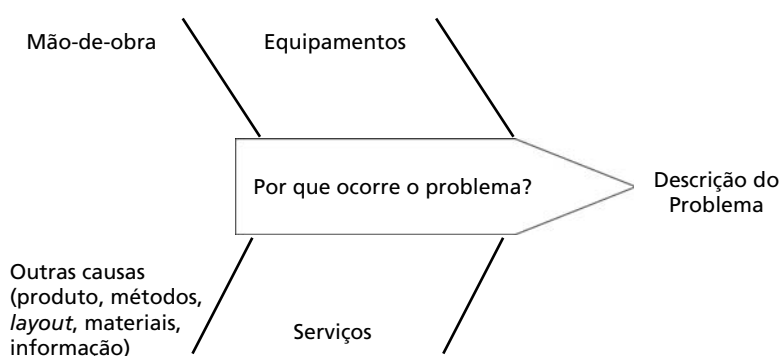 Mão-de-obra
Equipamentos
Por que ocorre o problema?
Descrição do
Problema
Outras causas
(produto, métodos,
layout, materiais,
informação)
Serviços